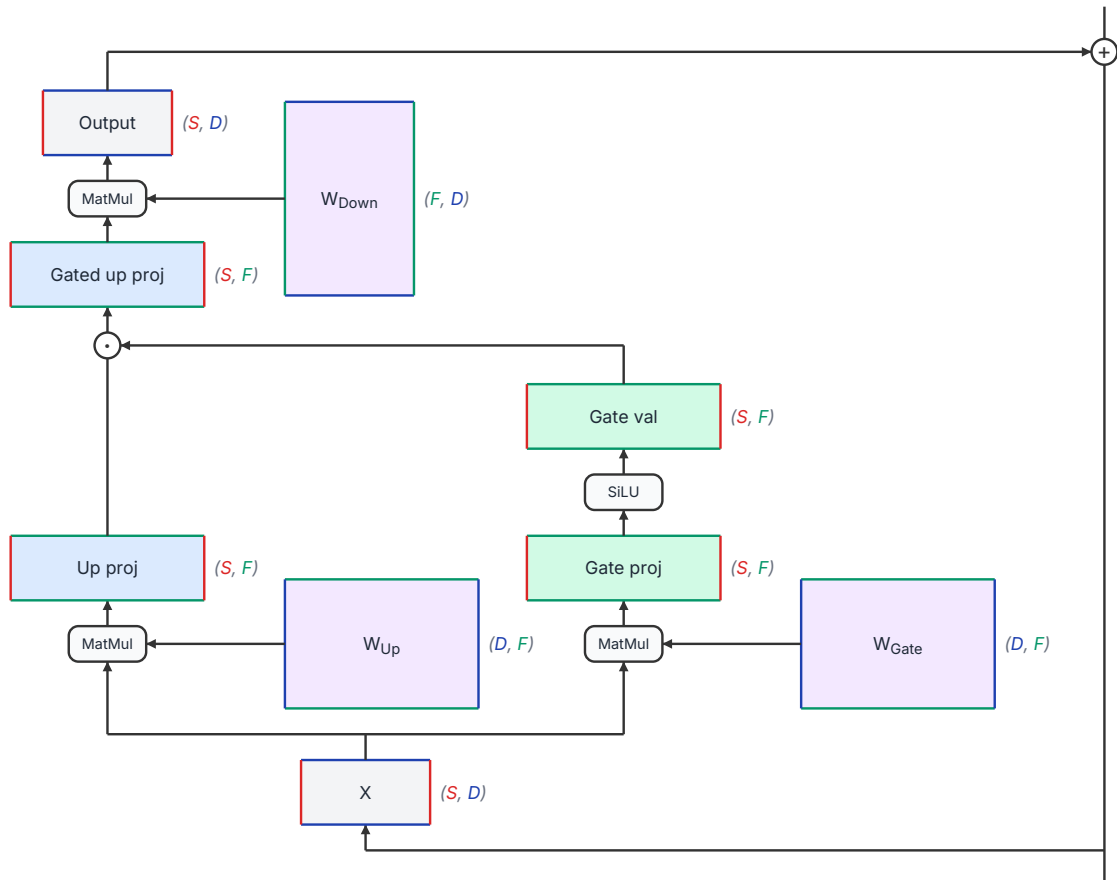 +
Output (S, D)
MatMul
W_Down (F, D)
Gated up proj (S, F)
Gate val (S, F)
SiLU
Up proj (S, F)
Gate proj (S, F)
MatMul
W_Up (D, F)
MatMul
W_Gate (D, F)
X (S, D)